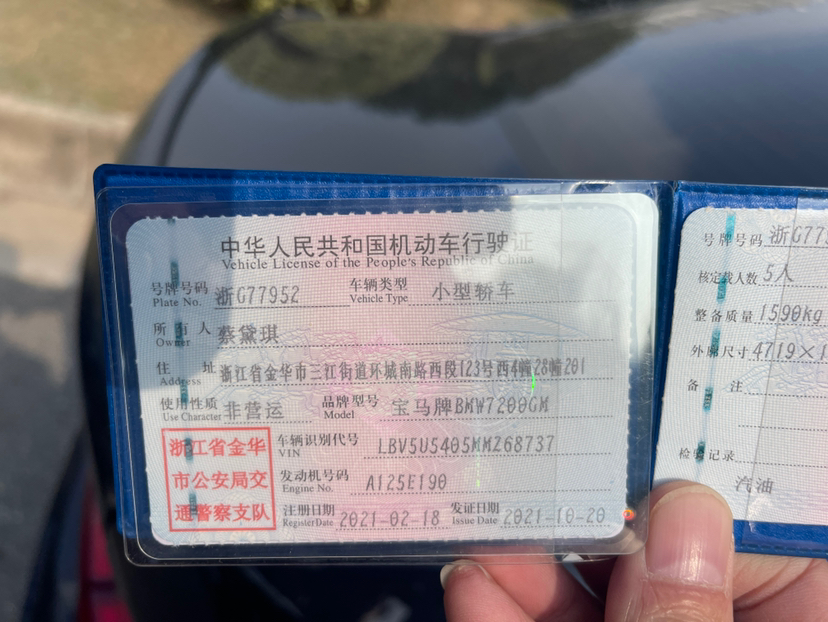 中华人民共和国机动车行驶证
Vehicle License of the People's Republic of China
号牌号码 浙G77952 车辆类型 小型轿车
Plate No. Vehicle Type
所有人 蔡黛琪
Owner
住址 浙江省金华市三江街道环城南路西段123号西4幢28幢201
Address
使用性质 非营运 品牌型号 宝马牌BMW7200GM
Use Character Model
浙江省金华
市公安局交
通警察支队
车辆识别代号 LBV5U5405MM268737
VIN
发动机号码 A125E190
Engine No.
注册日期 2021-02-18 发证日期 2021-10-20
Register Date Issue Date
号牌号码 浙G779
核定载人数 5人
整备质量 1590kg
外廓尺寸 4719×1
备注
检验记录
汽油